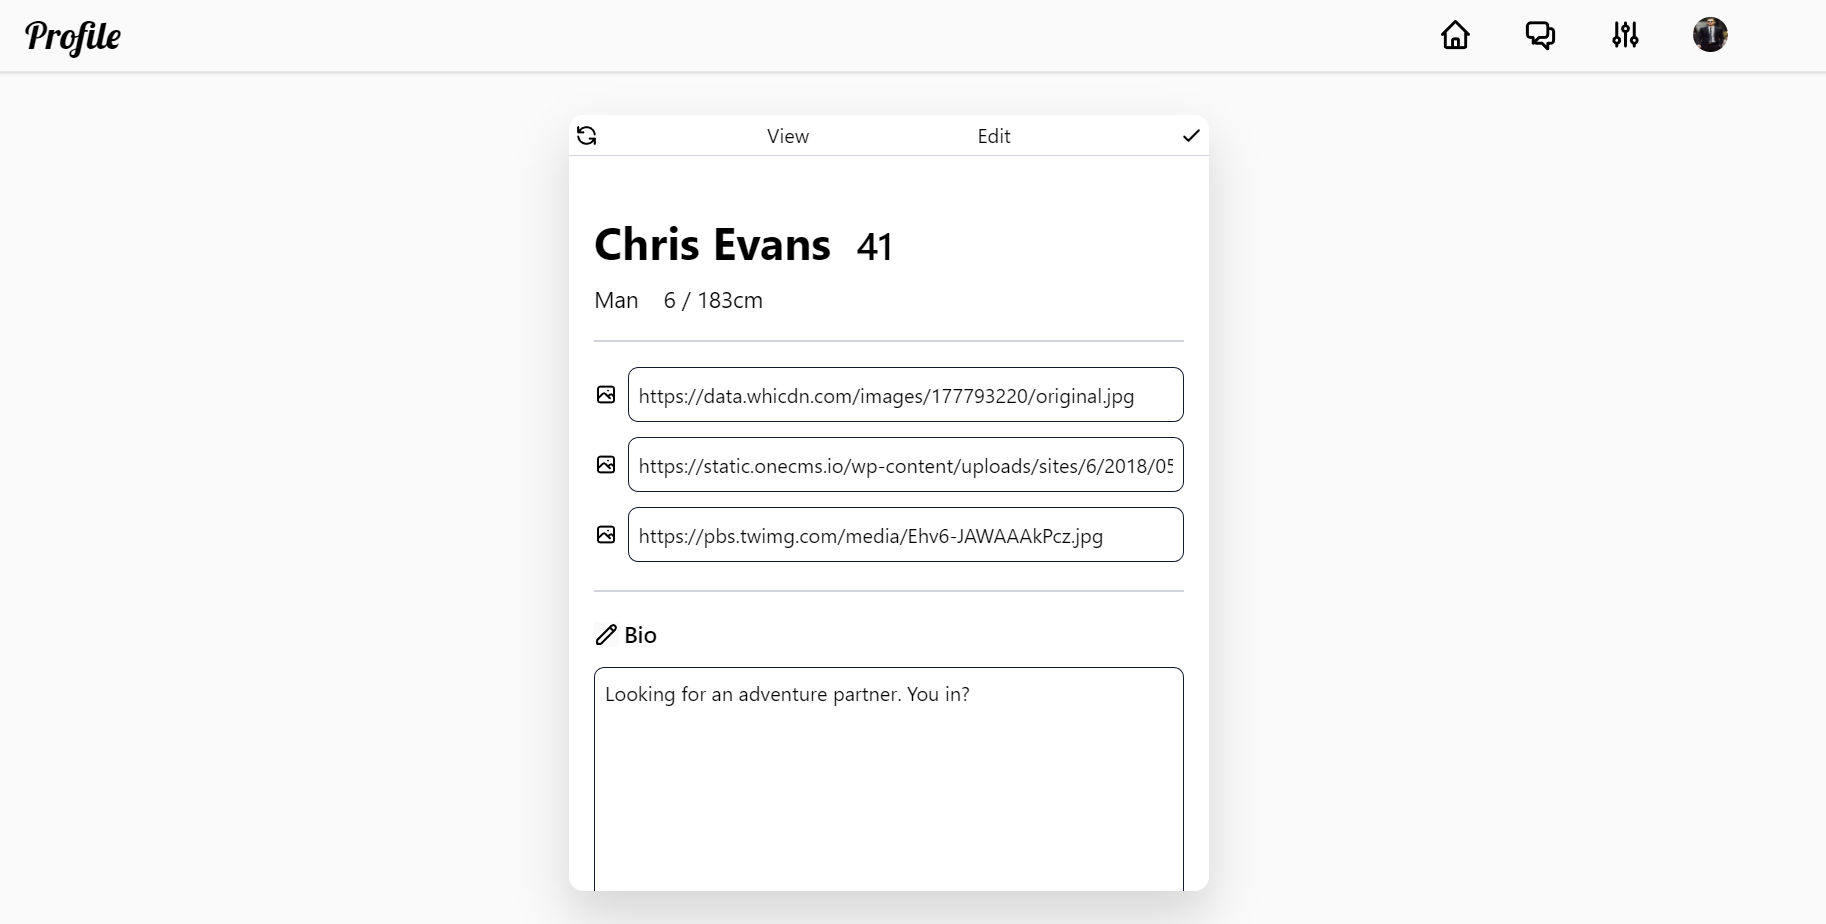 Profile
View Edit
Chris Evans 41
Man 6 / 183cm
https://data.whicdn.com/images/177793220/original.jpg
https://static.onecms.io/wp-content/uploads/sites/6/2018/05
https://pbs.twimg.com/media/Ehv6-JAWAAAkPcz.jpg
Bio
Looking for an adventure partner. You in?